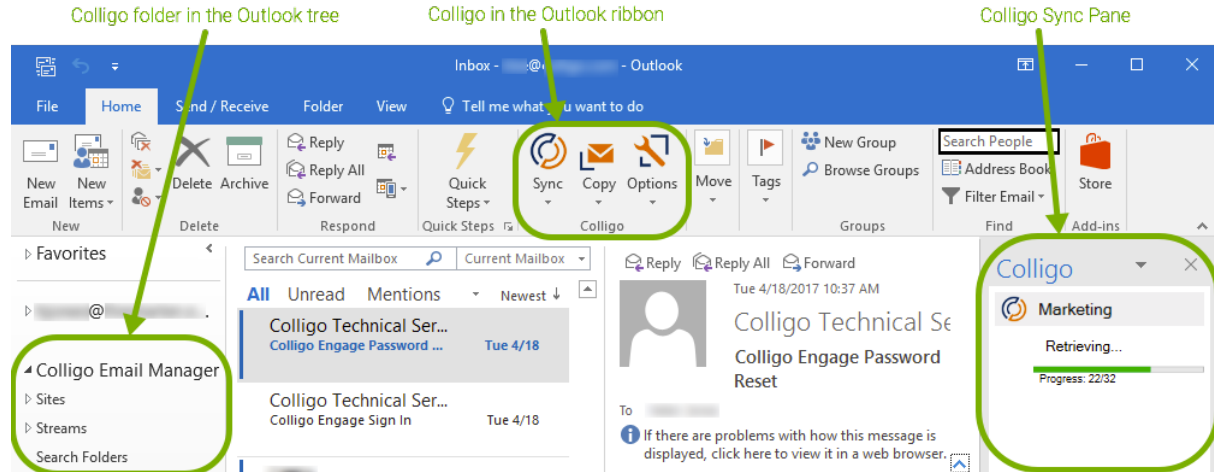 Colligo folder in the Outlook tree
Colligo in the Outlook ribbon
Colligo Sync Pane
Inbox - @ - Outlook
File Home Send / Receive Folder View Tell me what you want to do
New Email
New Items
Delete
Archive
Reply
Reply All
Forward
Quick Steps
Sync
Copy
Options
Move
Tags
New Group
Browse Groups
Search People
Address Book
Filter Email
Store
New Delete Respond Quick Steps Colligo Groups Find Add-ins
Favorites
@ .
Colligo Email Manager
Sites
Streams
Search Folders
Search Current Mailbox Current Mailbox
All Unread Mentions Newest ↓
Colligo Technical Ser...
Colligo Engage Password ... Tue 4/18
Colligo Technical Ser...
Colligo Engage Sign In Tue 4/18
Reply Reply All Forward
Tue 4/18/2017 10:37 AM
Colligo Technical Se
Colligo Engage Password
Reset
To
If there are problems with how this message is
displayed, click here to view it in a web browser.
Colligo
Marketing
Retrieving...
Progress: 22/32